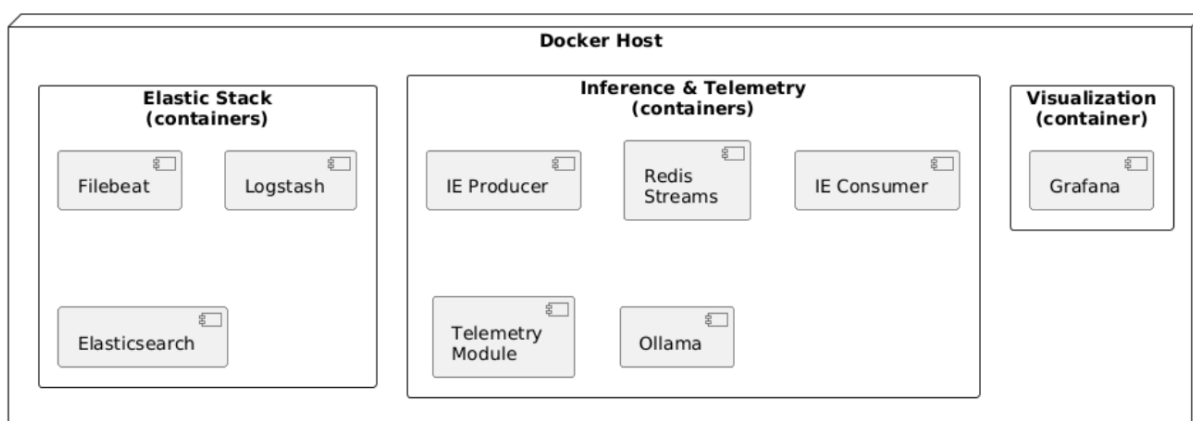 Docker Host
Elastic Stack
(containers)
Filebeat
Logstash
Elasticsearch
Inference & Telemetry
(containers)
IE Producer
Redis
Streams
IE Consumer
Telemetry
Module
Ollama
Visualization
(container)
Grafana